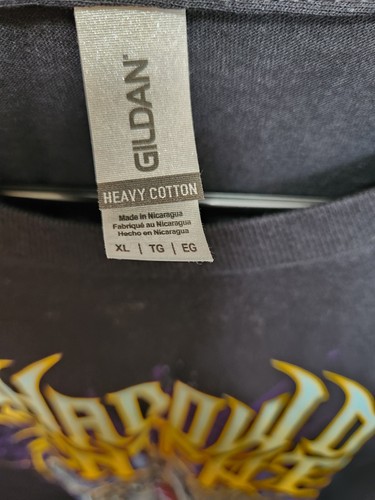 GILDAN
HEAVY COTTON
Made in Nicaragua
Fabriqué au Nicaragua
Hecho en Nicaragua
XL | TG | EG